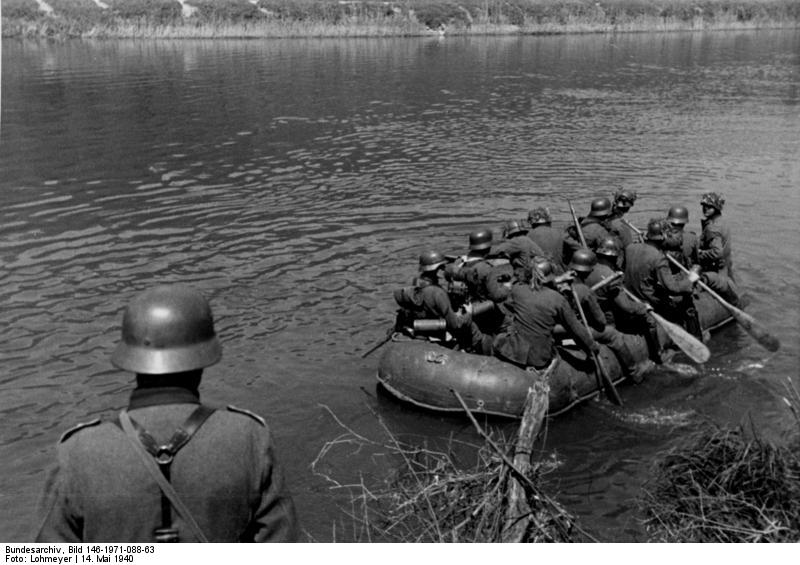 Bundesarchiv, Bild 146-1971-088-63
Foto: Lohmeyer | 14. Mai 1940